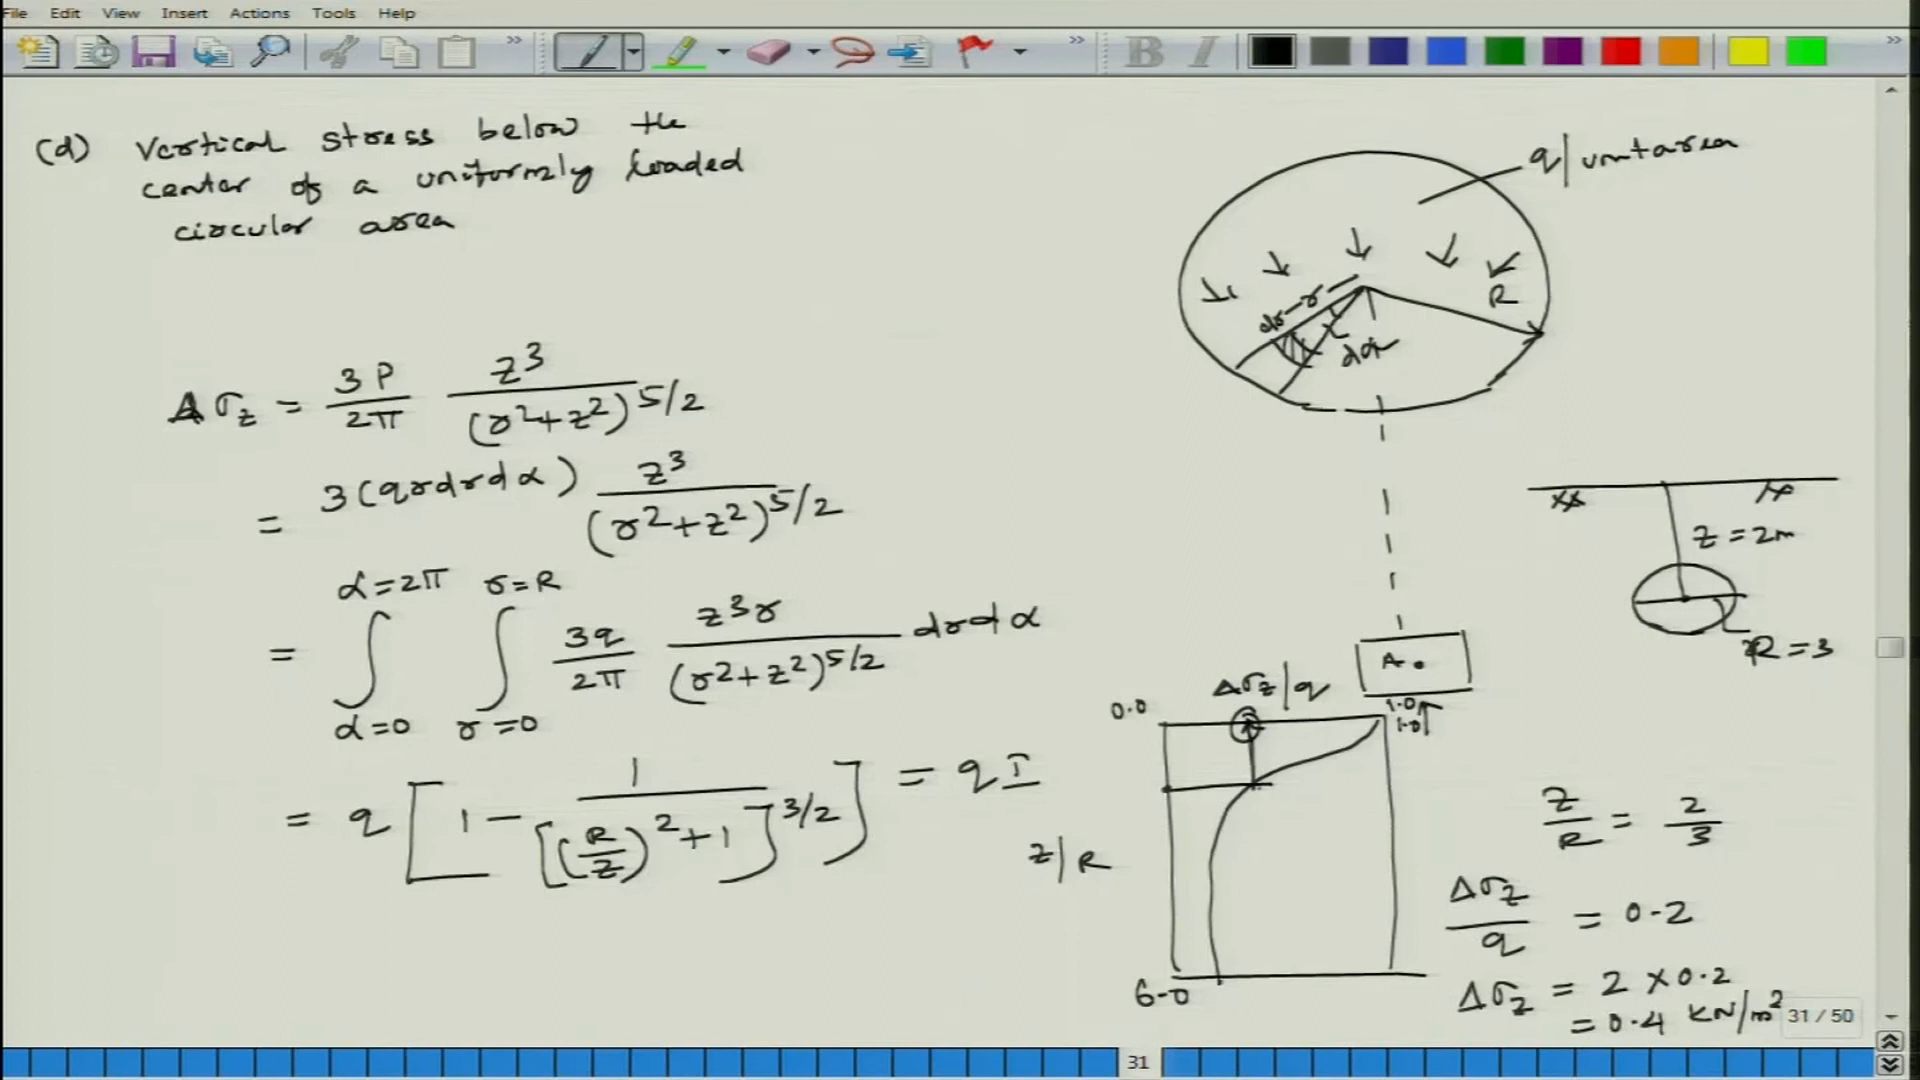 File Edit View Insert Actions Tools Help
B I
(d) Vertical stress below the
center of a uniformly loaded
circular area
q/unit area
R
r
dr
dα
Δσz = 3P/2π z³/(r²+z²)^5/2
= 3(qrdrdα) z³/(r²+z²)^5/2
α=2π r=R
= ∫ ∫ 3q/2π z³r/(r²+z²)^5/2 drdα
α=0 r=0
= q[1 - 1/[(R/z)²+1]^3/2] = qI
A.
Z = 2m
R = 3
Δσz/q
0.0
1.0
1.0
z/R
6.0
Z/R = 2/3
Δσz/q = 0.2
Δσz = 2 × 0.2
= 0.4 KN/m²
31 / 50
31